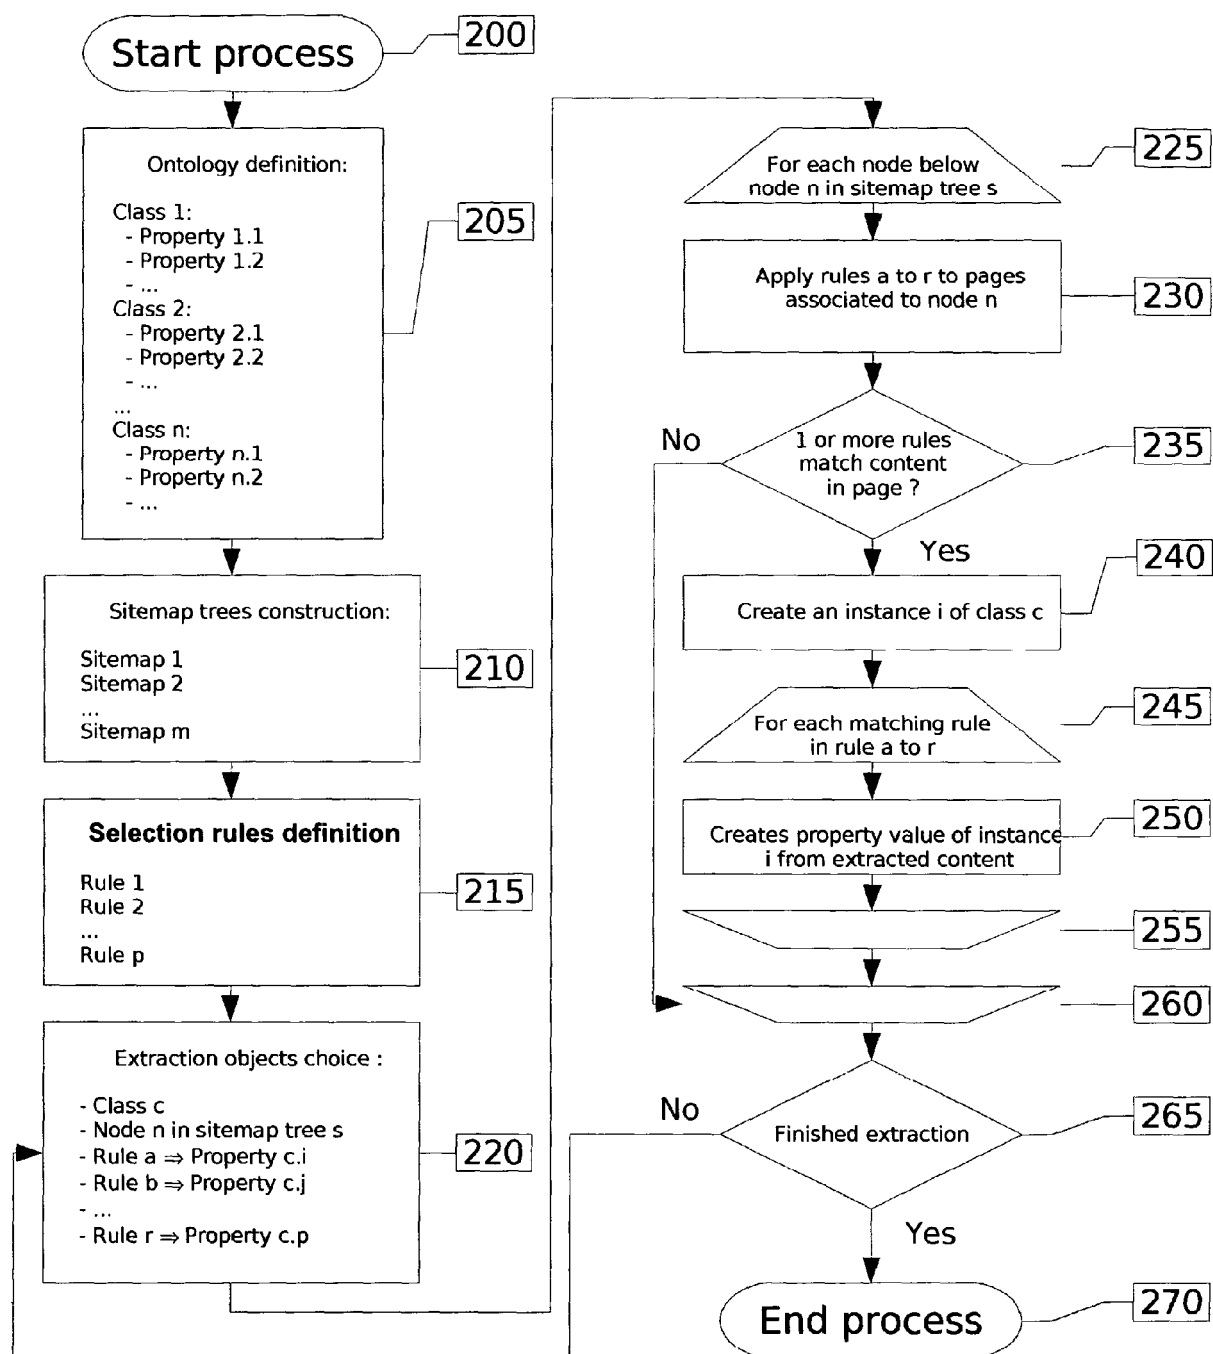 Start process
200
Ontology definition:
Class 1:
- Property 1.1
- Property 1.2
- ...
Class 2:
- Property 2.1
- Property 2.2
- ...
...
Class n:
- Property n.1
- Property n.2
- ...
205
Sitemap trees construction:
Sitemap 1
Sitemap 2
...
Sitemap m
210
Selection rules definition
Rule 1
Rule 2
...
Rule p
215
Extraction objects choice :
- Class c
- Node n in sitemap tree s
- Rule a ⇒ Property c.i
- Rule b ⇒ Property c.j
- ...
- Rule r ⇒ Property c.p
220
For each node below
node n in sitemap tree s
225
Apply rules a to r to pages
associated to node n
230
No
1 or more rules
match content
in page ?
235
Yes
240
Create an instance i of class c
For each matching rule
in rule a to r
245
Creates property value of instance
i from extracted content
250
255
260
No
Finished extraction
265
Yes
End process
270